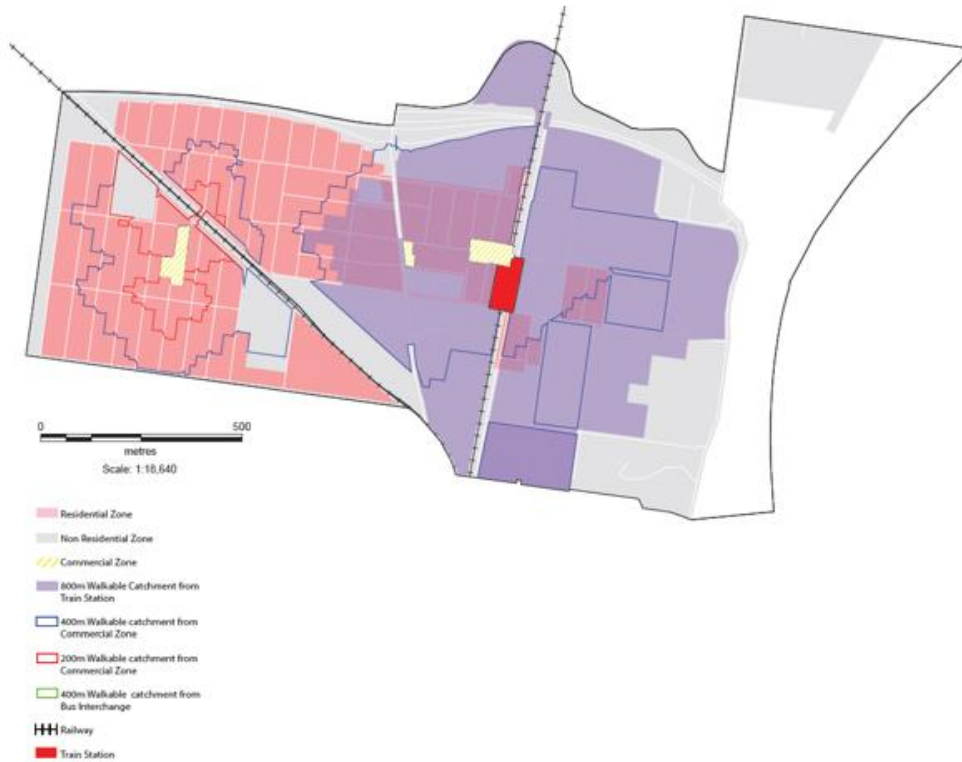 0 500
metres
Scale: 1:18,640
Residential Zone
Non Residential Zone
Commercial Zone
800m Walkable Catchment from
Train Station
400m Walkable catchment from
Commercial Zone
200m Walkable catchment from
Commercial Zone
400m Walkable catchment from
Bus Interchange
Railway
Train Station